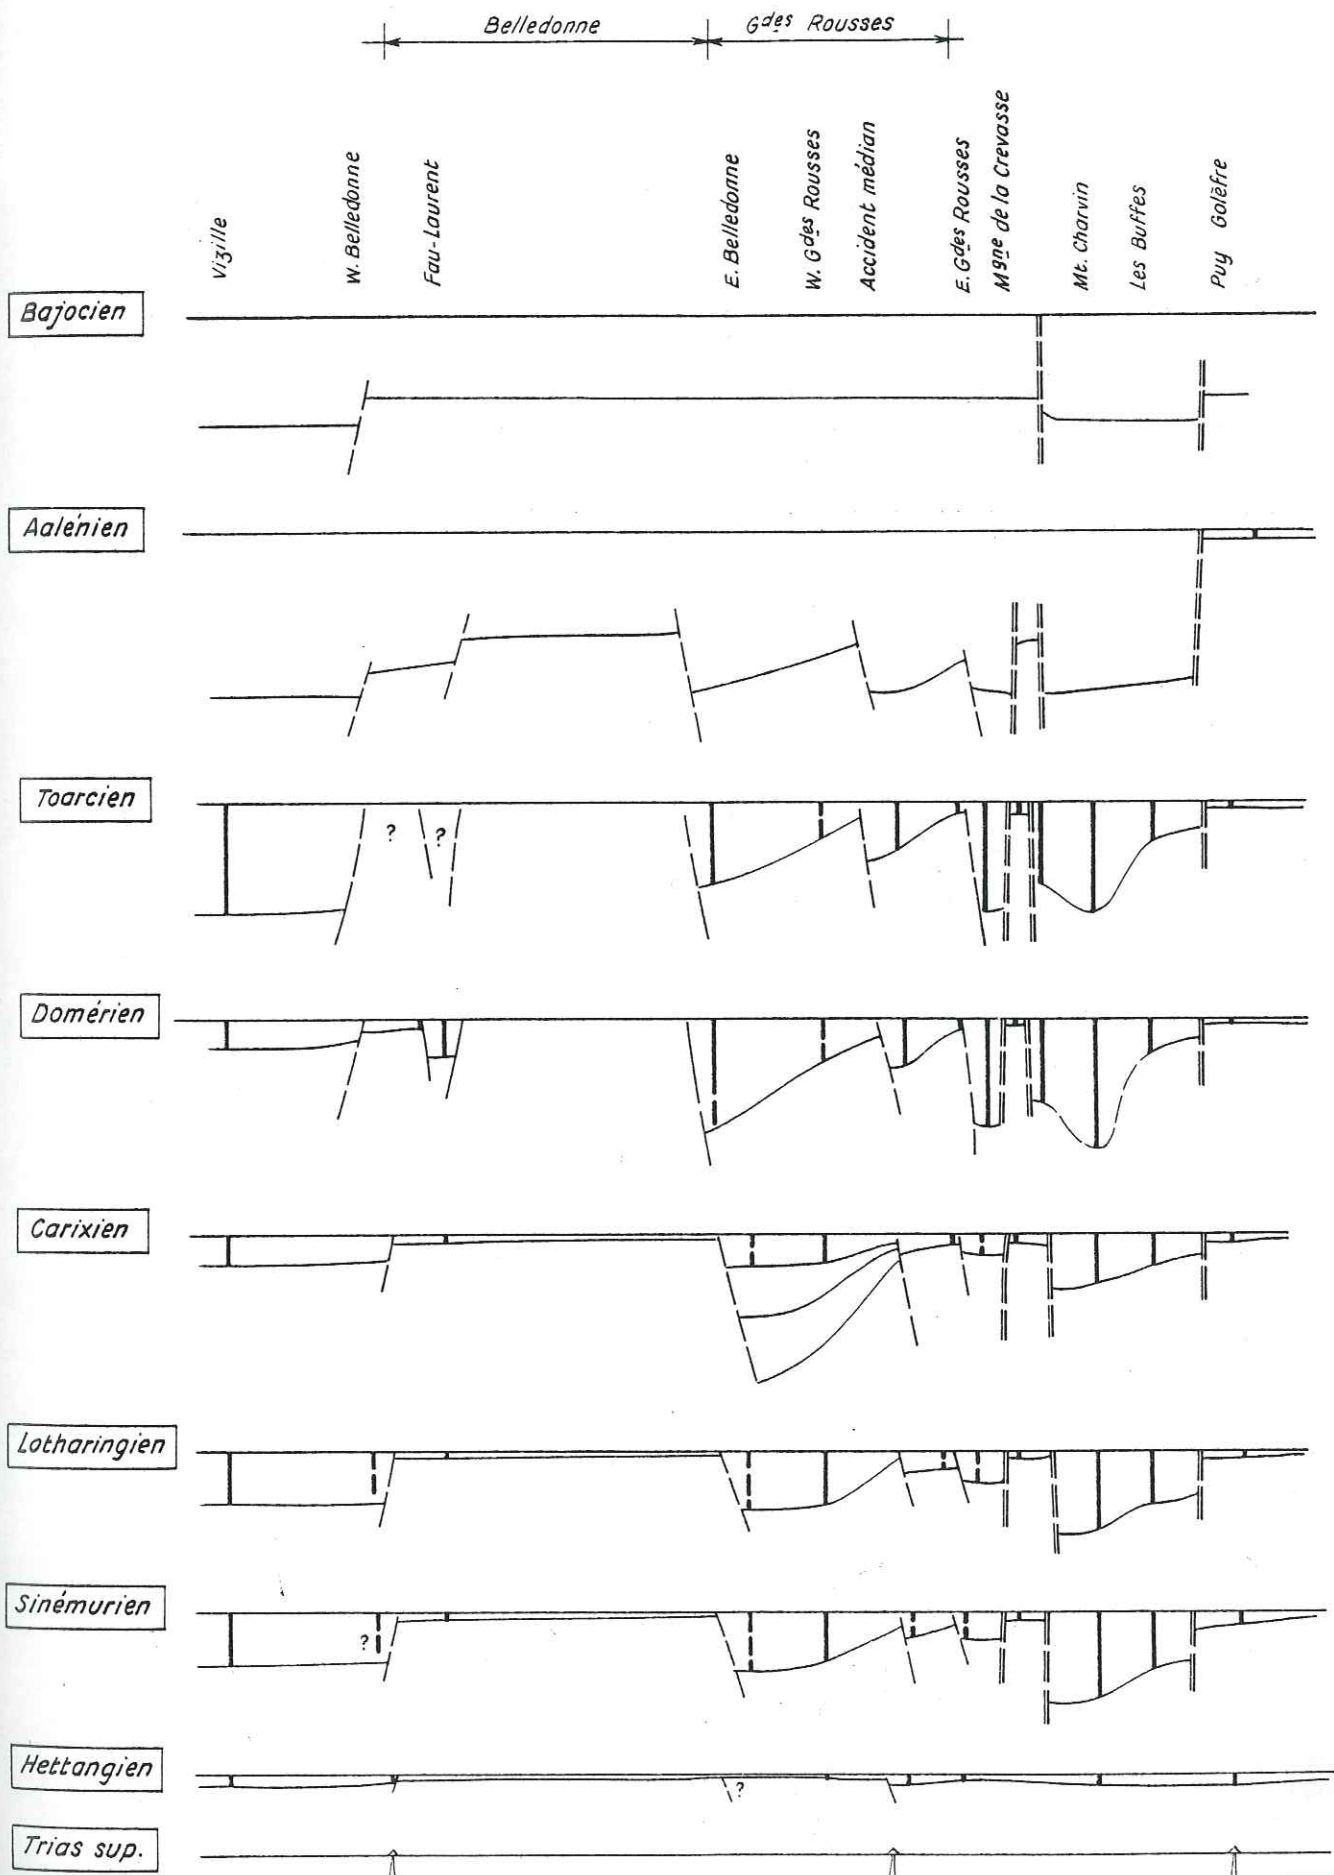 Belledonne
Gdes Rousses
Vizille
W. Belledonne
Fau-Laurent
E. Belledonne
W. Gdes Rousses
Accident médian
E. Gdes Rousses
Mgne de la Crevasse
Mt. Charvin
Les Buffes
Puy Golèfre
Bajocien
Aalénien
Toarcien
? ?
Domérien
Carixien
Lotharingien
Sinémurien
?
Hettangien
?
Trias sup.